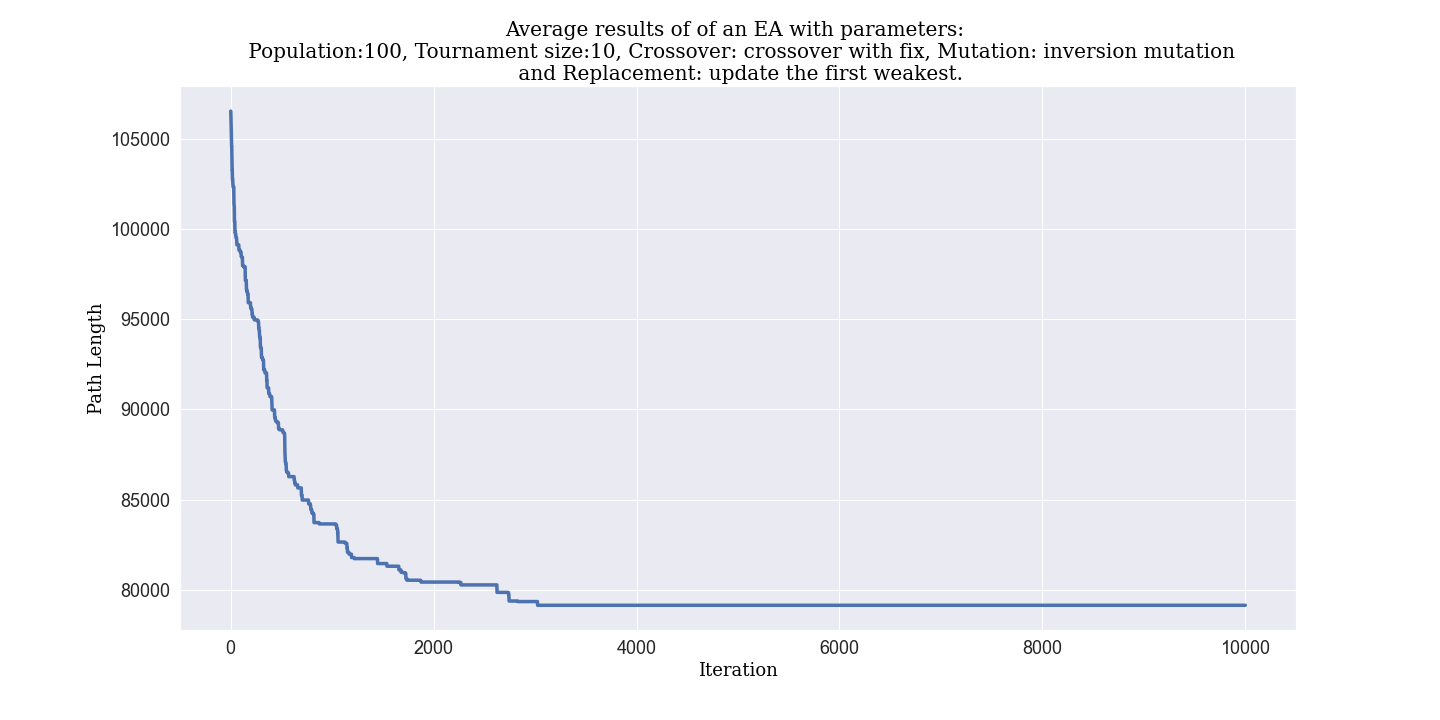 Average results of of an EA with parameters:
Population:100, Tournament size:10, Crossover: crossover with fix, Mutation: inversion mutation
and Replacement: update the first weakest.
105000
100000
95000
90000
85000
80000
Path Length
0 2000 4000 6000 8000 10000
Iteration